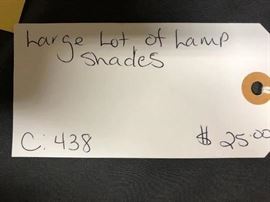 Large Lot of Lamp
shades
C: 438 $ 25.00